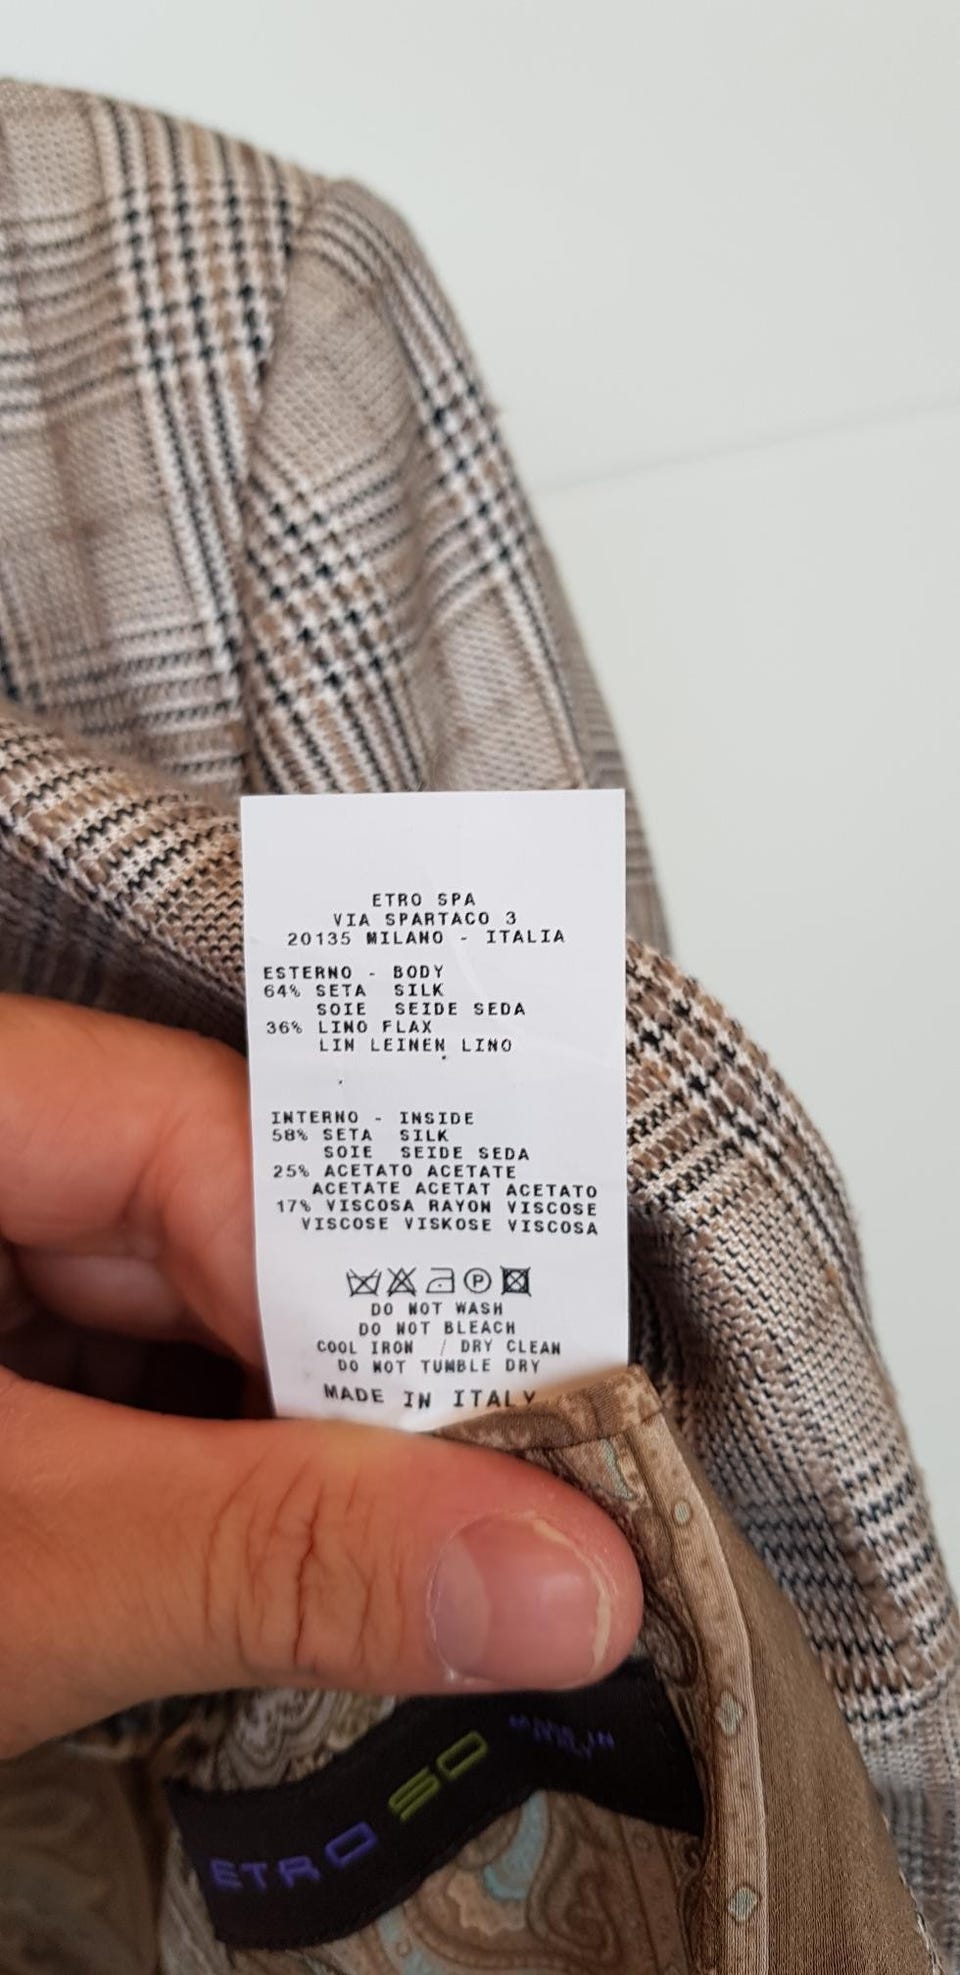 ETRO SPA
VIA SPARTACO 3
20135 MILANO - ITALIA
ESTERNO - BODY
64% SETA SILK
SOIE SEIDE SEDA
36% LINO FLAX
LIN LEINEN LINO
INTERNO - INSIDE
58% SETA SILK
SOIE SEIDE SEDA
25% ACETATO ACETATE
ACETATE ACETAT ACETATO
17% VISCOSA RAYON VISCOSE
VISCOSE VISKOSE VISCOSA
P
DO NOT WASH
DO NOT BLEACH
COOL IRON / DRY CLEAN
DO NOT TUMBLE DRY
MADE IN ITALY
ETRO 50
MADE IN
ITALY